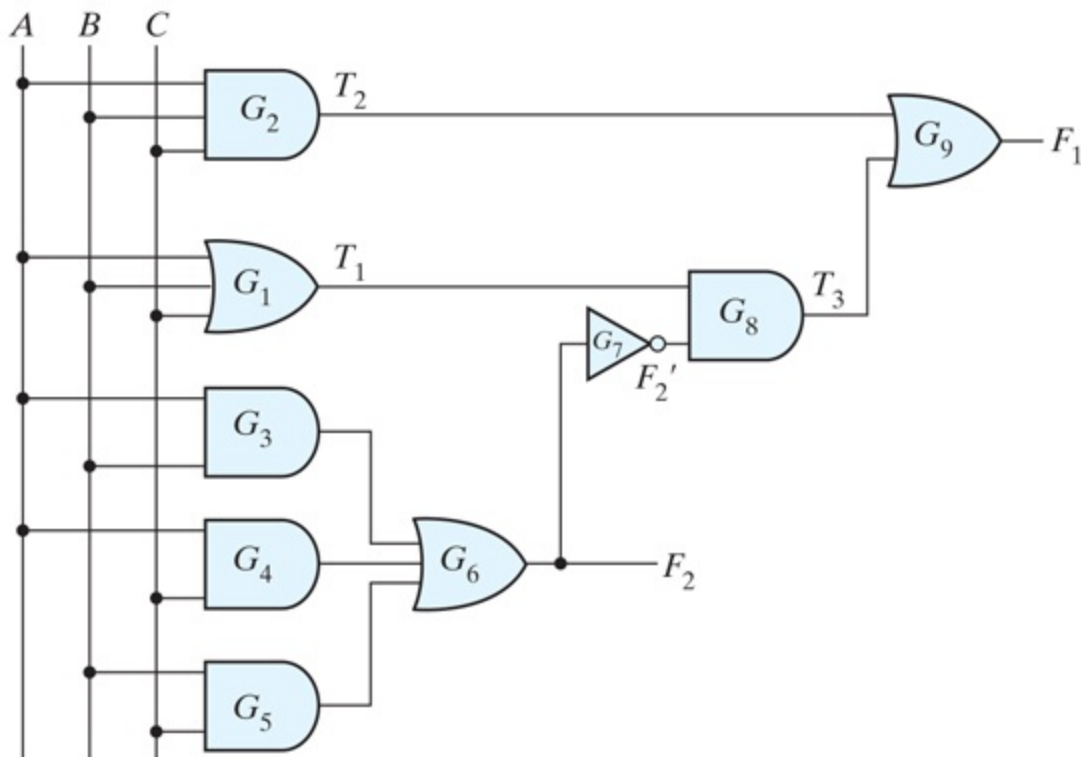 A B C
G₂ T₂
G₉ F₁
G₁ T₁
G₈ T₃
G₇
F₂′
G₃
G₄ G₆ F₂
G₅